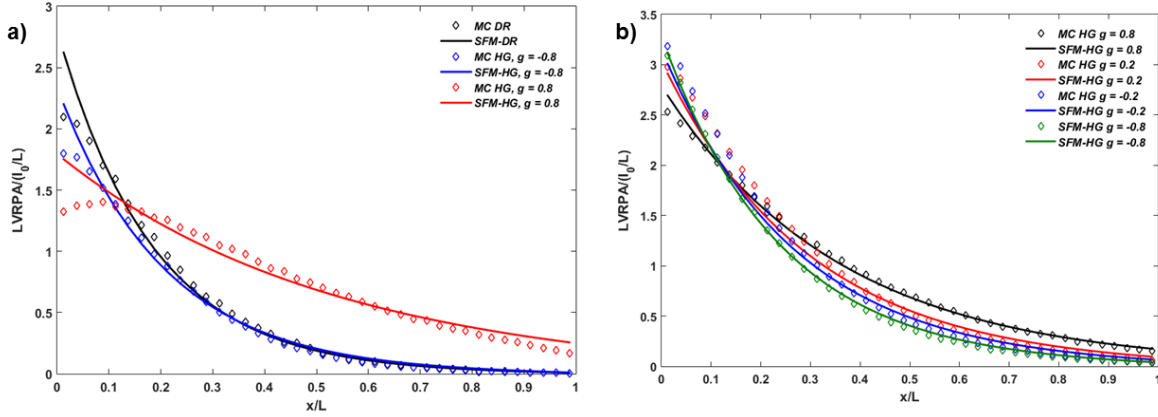 a)
3
2.5
2
1.5
1
0.5
0
LVRPA/(I0/L)
0 0.1 0.2 0.3 0.4 0.5 0.6 0.7 0.8 0.9 1
x/L
MC DR
SFM-DR
MC HG, g = -0.8
SFM-HG, g = -0.8
MC HG, g = 0.8
SFM-HG, g = 0.8
b)
3.5
3
2.5
2
1.5
1
0.5
0
LVRPA/(I0/L)
0 0.1 0.2 0.3 0.4 0.5 0.6 0.7 0.8 0.9 1
x/L
MC HG g = 0.8
SFM-HG g = 0.8
MC HG g = 0.2
SFM-HG g = 0.2
MC HG g = -0.2
SFM-HG g = -0.2
MC HG g = -0.8
SFM-HG g = -0.8